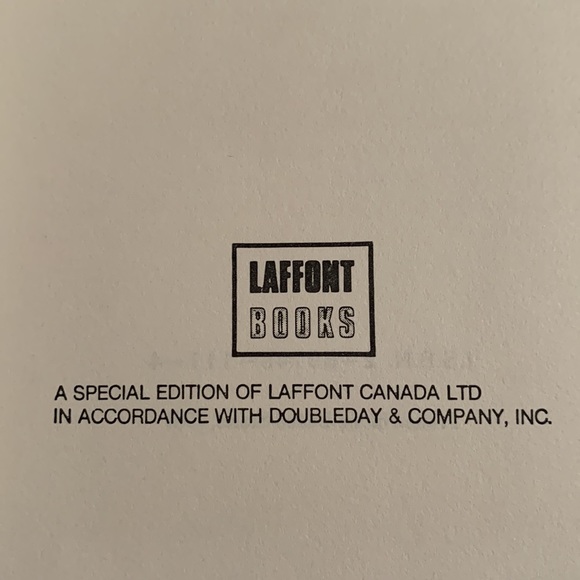 LAFFONT
BOOKS
A SPECIAL EDITION OF LAFFONT CANADA LTD
IN ACCORDANCE WITH DOUBLEDAY & COMPANY, INC.